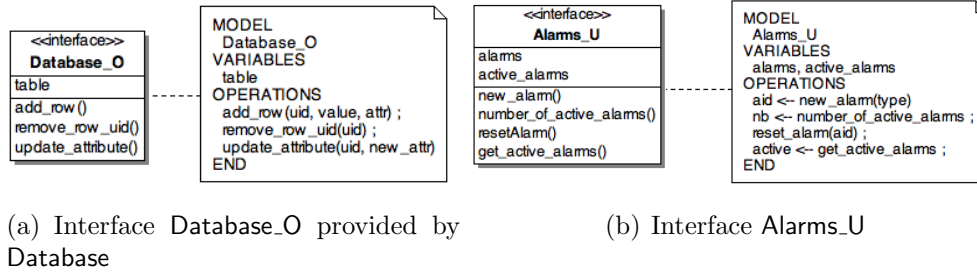 <<interface>>
Database_O
table
add_row()
remove_row_uid()
update_attribute()
MODEL
Database_O
VARIABLES
table
OPERATIONS
add_row(uid, value, attr) ;
remove_row_uid(uid) ;
update_attribute(uid, new_attr)
END
<<interface>>
Alarms_U
alarms
active_alarms
new_alarm()
number_of_active_alarms()
resetAlarm()
get_active_alarms()
MODEL
Alarms_U
VARIABLES
alarms, active_alarms
OPERATIONS
aid <-- new_alarm(type)
nb <-- number_of_active_alarms ;
reset_alarm(aid) ;
active <-- get_active_alarms ;
END
(a) Interface Database_O provided by
Database
(b) Interface Alarms_U